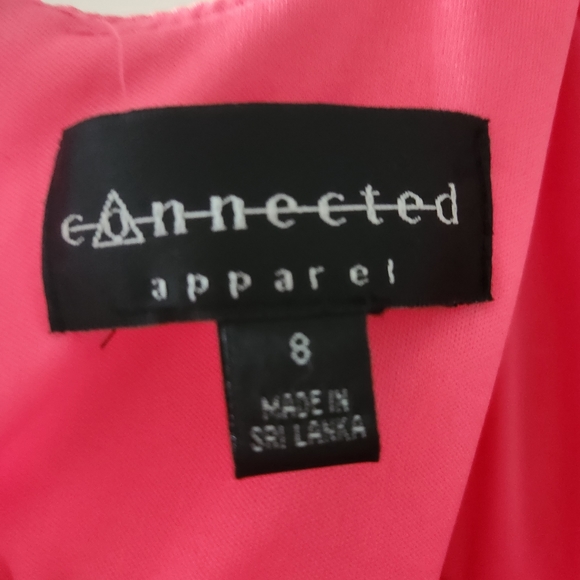 connected
apparel
8
MADE IN
SRI LANKA